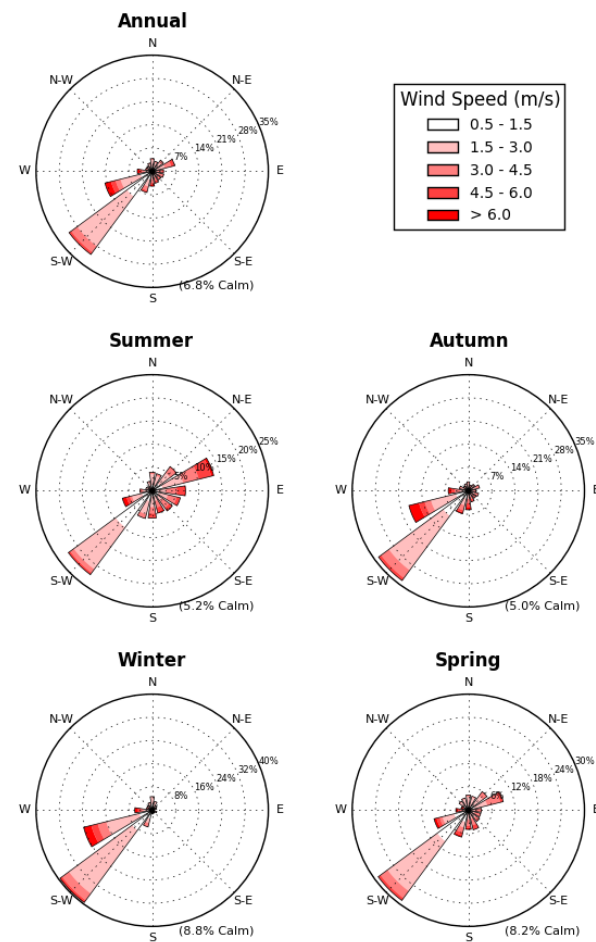 Annual
N
N-W
N-E
35%
28%
21%
14%
7%
W
E
S-W
S-E
S
(6.8% Calm)
Wind Speed (m/s)
0.5 - 1.5
1.5 - 3.0
3.0 - 4.5
4.5 - 6.0
> 6.0
Summer
N
N-W
N-E
25%
20%
15%
10%
5%
W
E
S-W
S-E
S
(5.2% Calm)
Autumn
N
N-W
N-E
35%
28%
21%
14%
7%
W
E
S-W
S-E
S
(5.0% Calm)
Winter
N
N-W
N-E
40%
32%
24%
16%
8%
W
E
S-W
S-E
S
(8.8% Calm)
Spring
N
N-W
N-E
30%
24%
18%
12%
6%
W
E
S-W
S-E
S
(8.2% Calm)